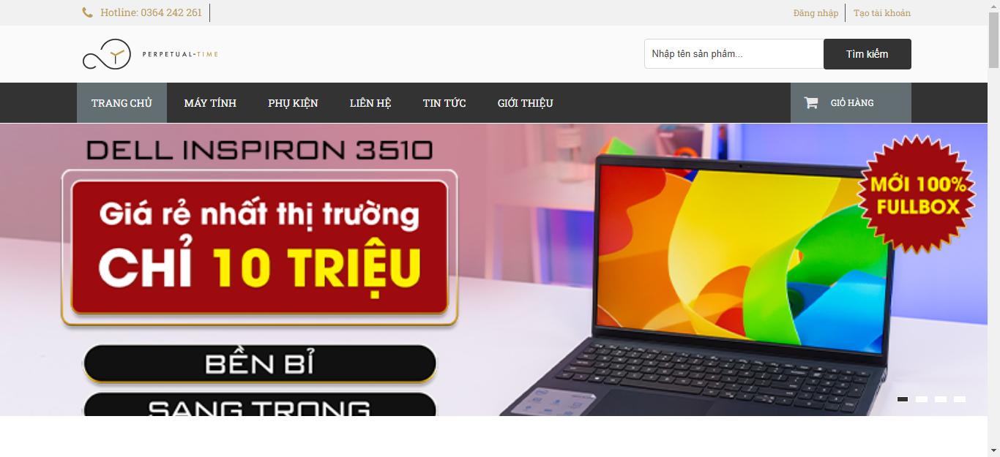 Hotline: 0364 242 261
Đăng nhập
Tạo tài khoản
PERPETUAL-TIME
Nhập tên sản phẩm...
Tìm kiếm
TRANG CHỦ
MÁY TÍNH
PHỤ KIỆN
LIÊN HỆ
TIN TỨC
GIỚI THIỆU
GIỎ HÀNG
DELL INSPIRON 3510
Giá rẻ nhất thị trường
CHỈ 10 TRIỆU
MỚI 100%
FULLBOX
BỀN BỈ
SANG TRỌNG